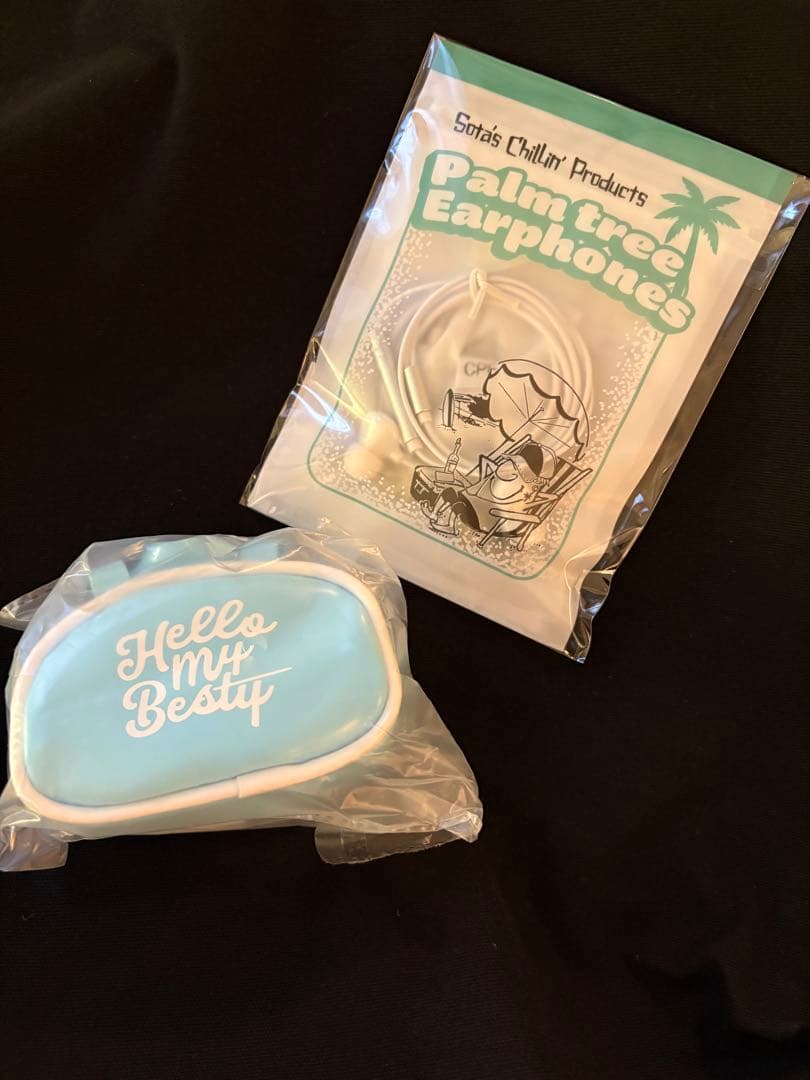 Sota's Chillin' Products
Palm tree
Earphones
Hello
My
Besty